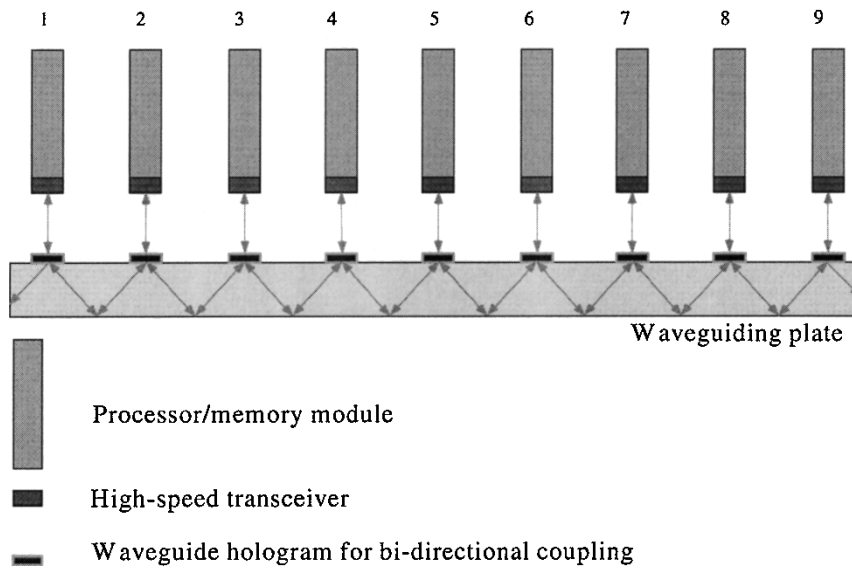 1 2 3 4 5 6 7 8 9
Waveguiding plate
Processor/memory module
High-speed transceiver
Waveguide hologram for bi-directional coupling